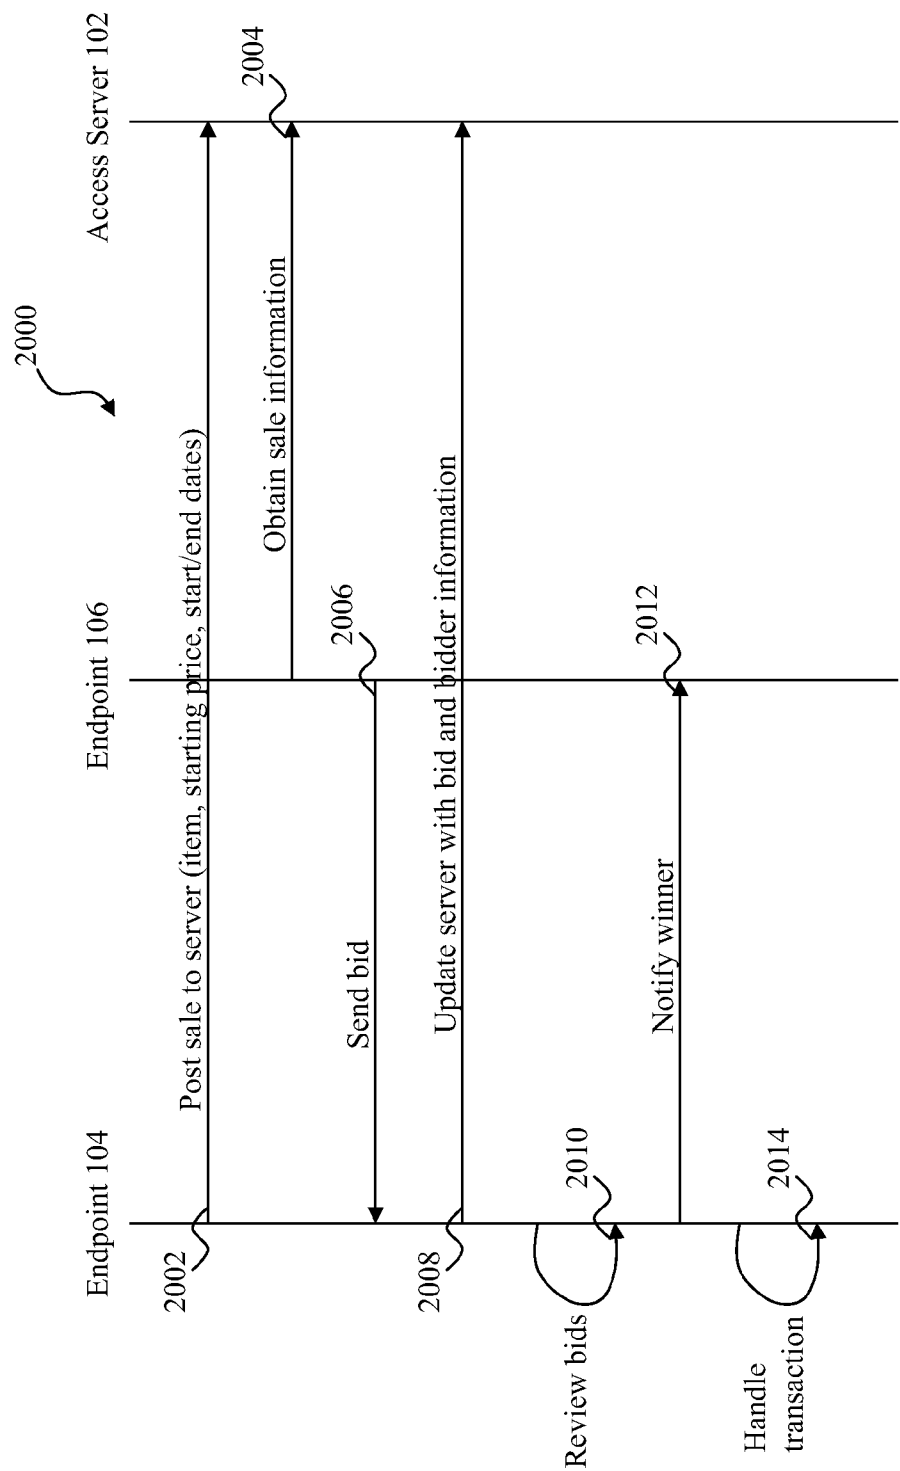 2000
Endpoint 104
Endpoint 106
Access Server 102
2002
Post sale to server (item, starting price, start/end dates)
Obtain sale information
2004
Send bid
2006
2008
Update server with bid and bidder information
Review bids
2010
Notify winner
2012
Handle
transaction
2014